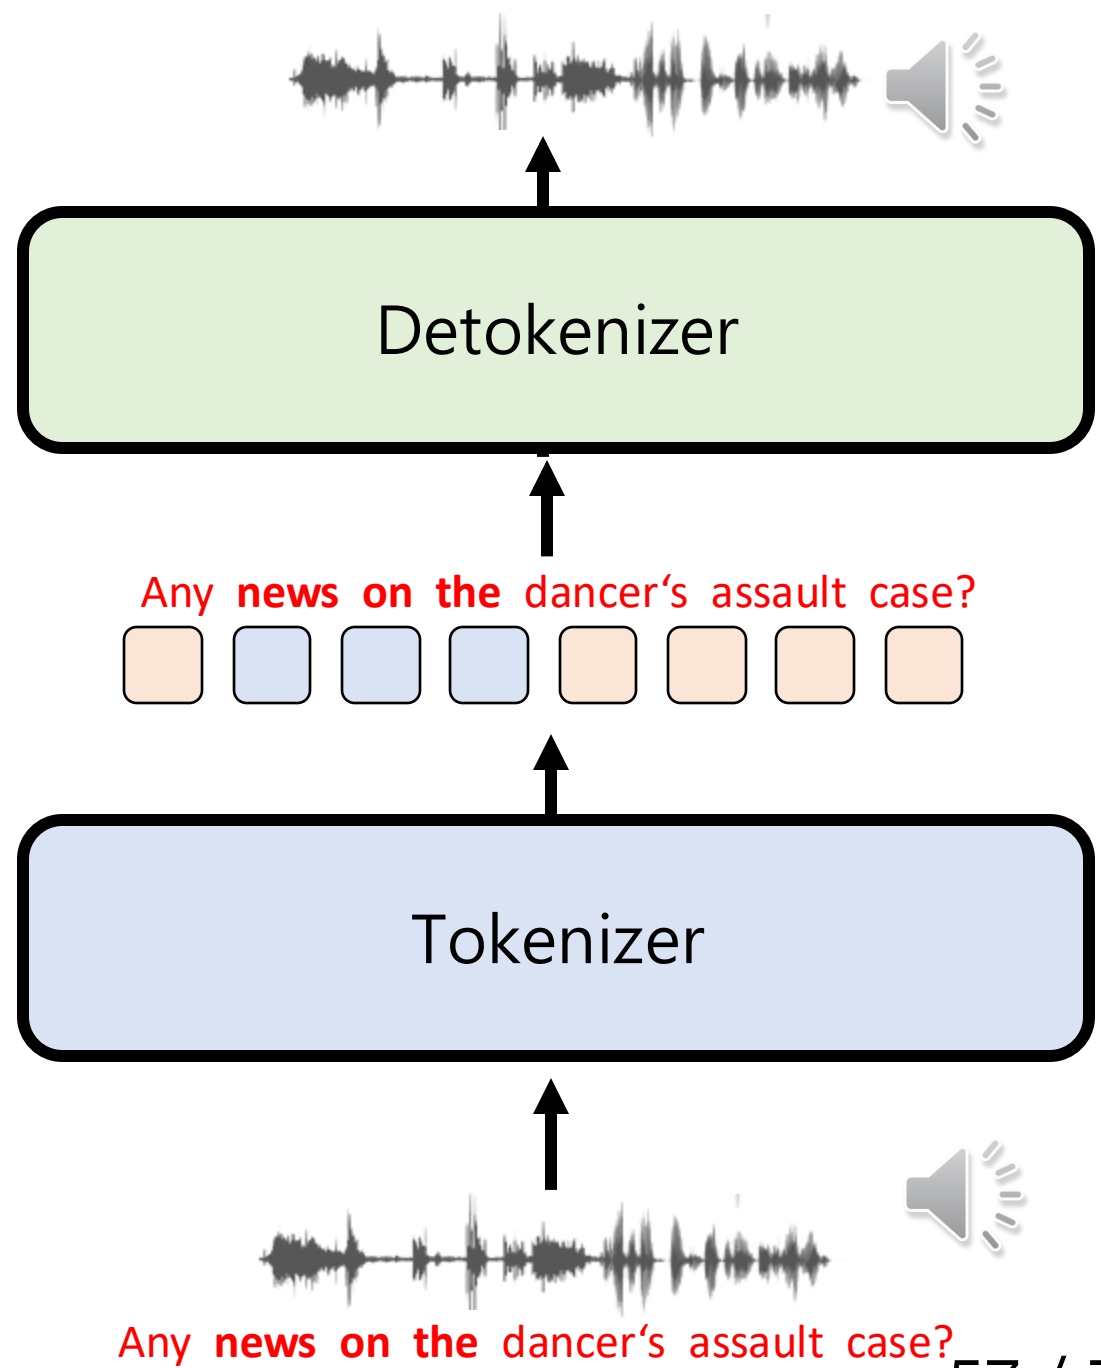 Detokenizer
Any news on the dancer‘s assault case?
Tokenizer
Any news on the dancer‘s assault case?